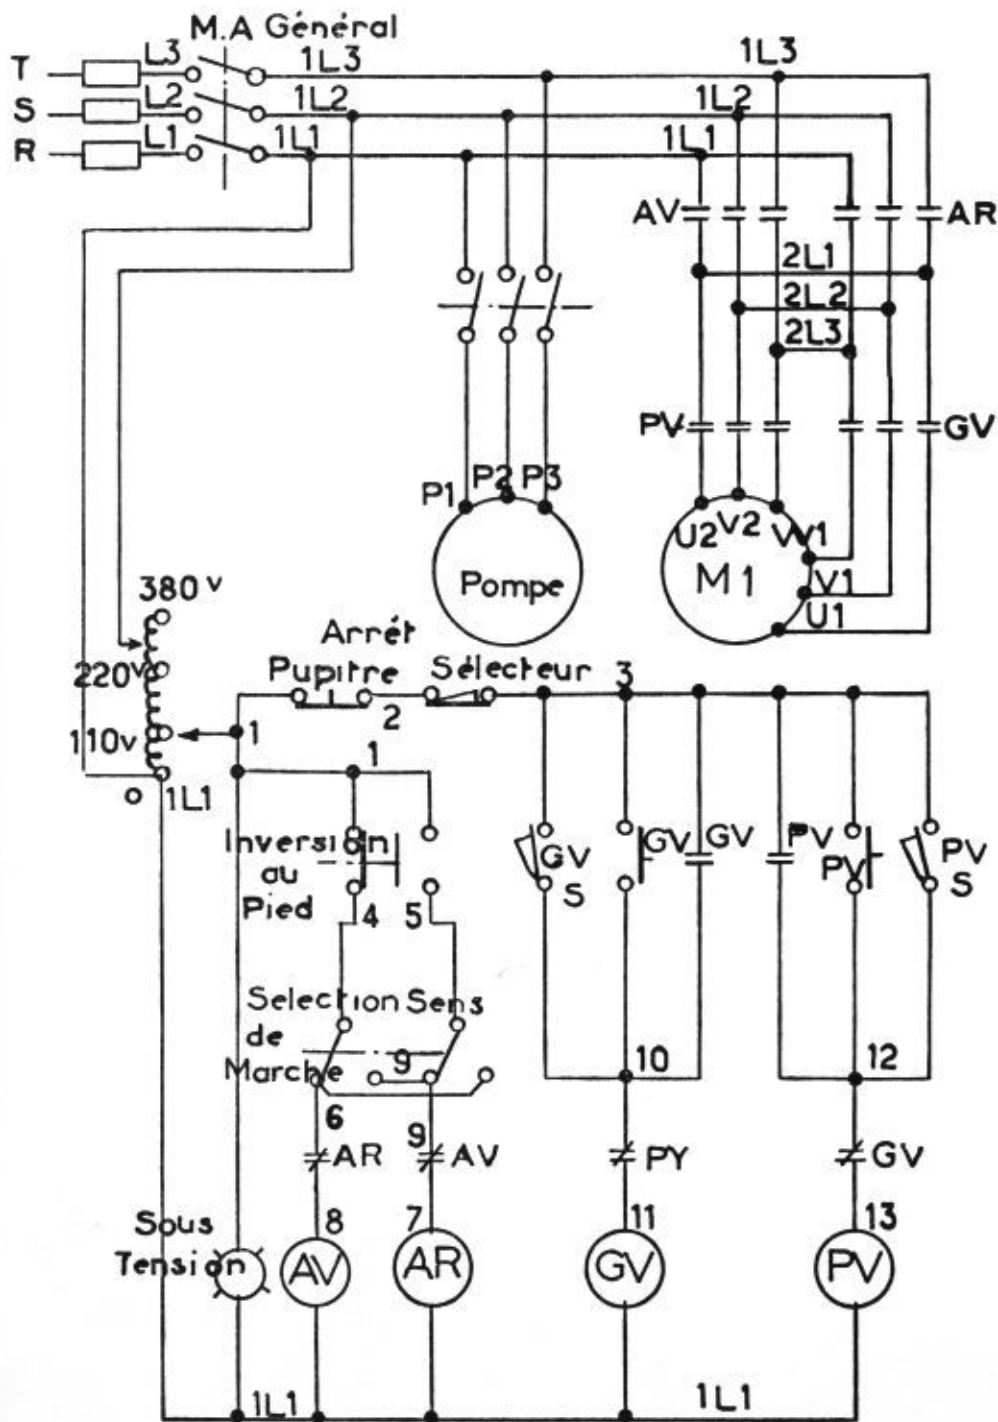 M.A Général
T L3 1L3 1L3
S L2 1L2 1L2
R L1 1L1 1L1
AV AR
2L1
2L2
2L3
PV GV
P1 P2 P3
U2 V2 W1
Pompe M1 V1
U1
380v
220v
110v
o 1L1
Arrêt
Pupitre Sélecteur 3
2
1
1
Inversion
au
Pied
4 5
GV
S
GV GV
PV
PV
PV
S
Selection Sens
de
Marche 9
10 12
6 9
AR AV PY GV
8 7 11 13
Sous
Tension
AV AR GV PV
1L1 1L1